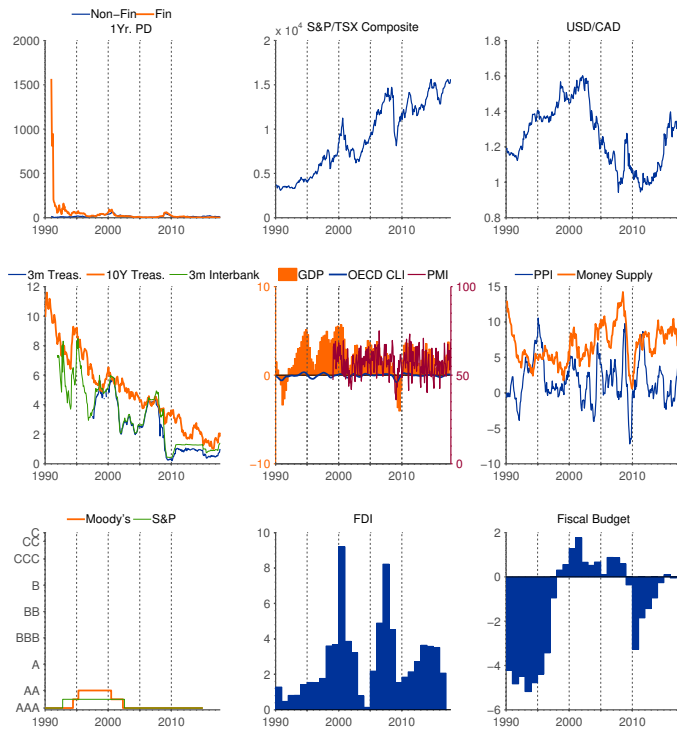 Non-Fin Fin
1Yr. PD
2000
1500
1000
500
0
1990 2000 2010
S&P/TSX Composite
2 x 10^4
1.5
1
0.5
0
1990 2000 2010
USD/CAD
1.8
1.6
1.4
1.2
1
0.8
1990 2000 2010
3m Treas. 10Y Treas. 3m Interbank
12
10
8
6
4
2
0
1990 2000 2010
GDP OECD CLI PMI
10 100
0 50
−10 0
1990 2000 2010
PPI Money Supply
15
10
5
0
−5
−10
1990 2000 2010
Moody's S&P
C
CC
CCC
B
BB
BBB
A
AA
AAA
1990 2000 2010
FDI
10
8
6
4
2
0
1990 2000 2010
Fiscal Budget
2
0
−2
−4
−6
1990 2000 2010